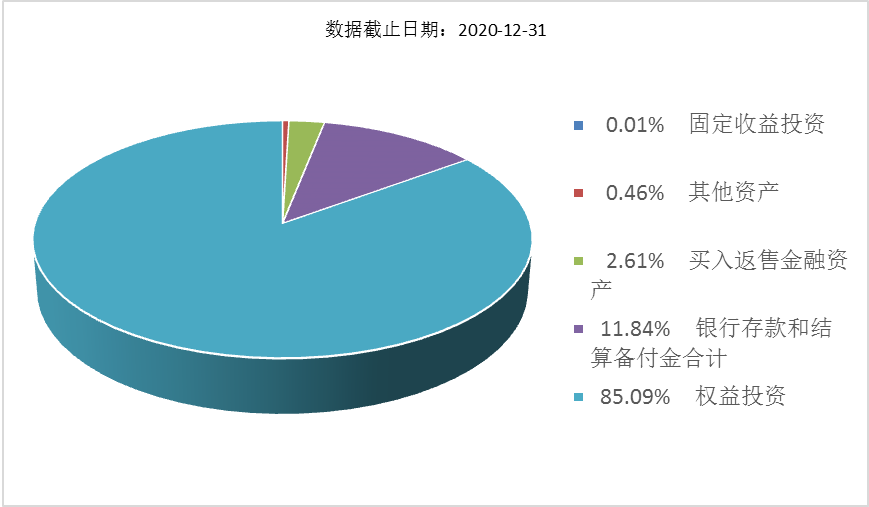 数据截止日期：2020-12-31
0.01% 固定收益投资
0.46% 其他资产
2.61% 买入返售金融资
产
11.84% 银行存款和结
算备付金合计
85.09% 权益投资